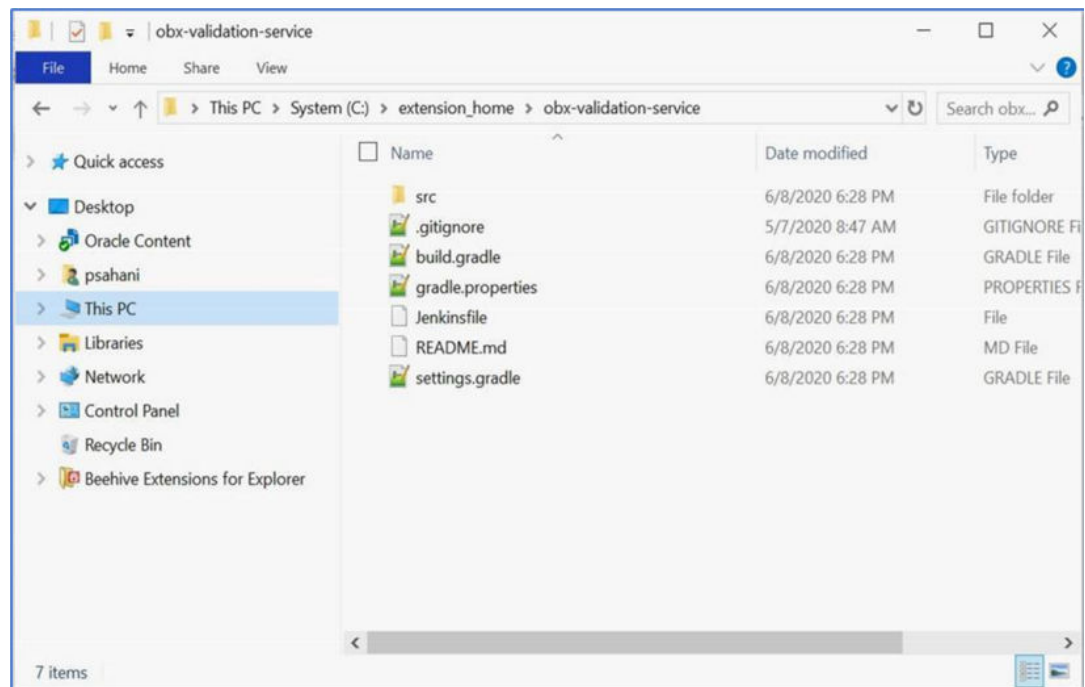 obx-validation-service
File Home Share View
This PC > System (C:) > extension_home > obx-validation-service Search obx...
Quick access
Desktop
Oracle Content
psahani
This PC
Libraries
Network
Control Panel
Recycle Bin
Beehive Extensions for Explorer
Name Date modified Type
src 6/8/2020 6:28 PM File folder
.gitignore 5/7/2020 8:47 AM GITIGNORE Fi
build.gradle 6/8/2020 6:28 PM GRADLE File
gradle.properties 6/8/2020 6:28 PM PROPERTIES F
Jenkinsfile 6/8/2020 6:28 PM File
README.md 6/8/2020 6:28 PM MD File
settings.gradle 6/8/2020 6:28 PM GRADLE File
7 items